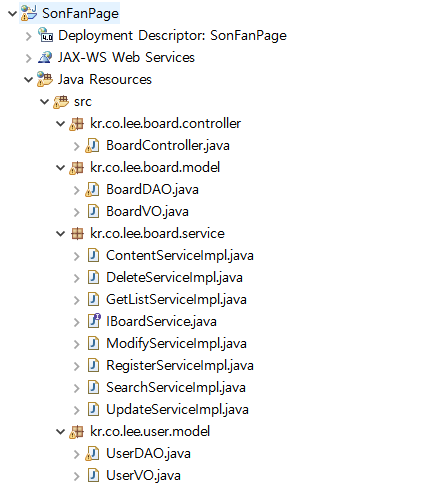 SonFanPage
Deployment Descriptor: SonFanPage
JAX-WS Web Services
Java Resources
src
kr.co.lee.board.controller
BoardController.java
kr.co.lee.board.model
BoardDAO.java
BoardVO.java
kr.co.lee.board.service
ContentServiceImpl.java
DeleteServiceImpl.java
GetListServiceImpl.java
IBoardService.java
ModifyServiceImpl.java
RegisterServiceImpl.java
SearchServiceImpl.java
UpdateServiceImpl.java
kr.co.lee.user.model
UserDAO.java
UserVO.java